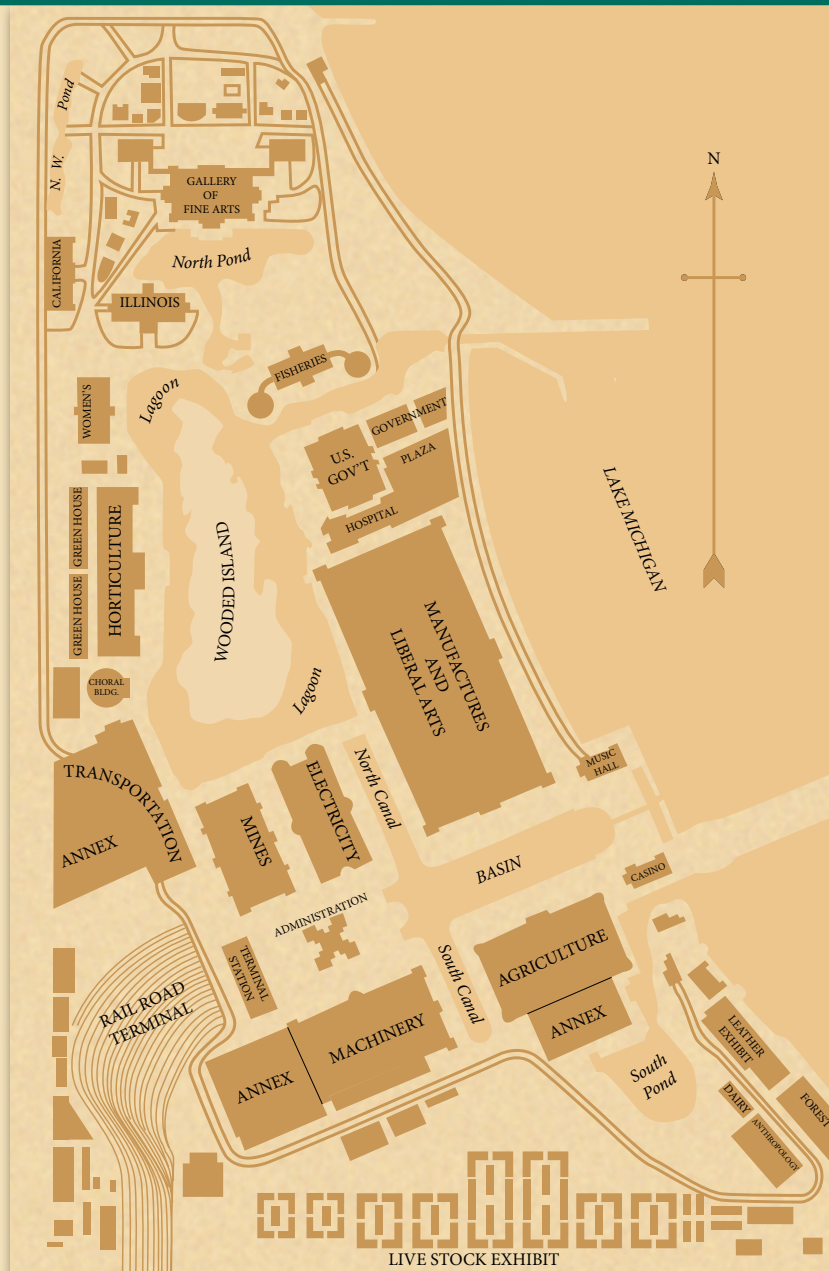 N. W. Pond
N
GALLERY
OF
FINE ARTS
North Pond
CALIFORNIA
ILLINOIS
FISHERIES
WOMEN'S
Lagoon
GOVERNMENT
PLAZA
U.S.
GOV'T
HOSPITAL
LAKE MICHIGAN
GREEN HOUSE
HORTICULTURE
GREEN HOUSE
WOODED ISLAND
MANUFACTURES
AND
LIBERAL ARTS
CHORAL
BLDG.
Lagoon
TRANSPORTATION
ANNEX
MINES
ELECTRICITY
North Canal
MUSIC
HALL
BASIN
CASINO
ADMINISTRATION
TERMINAL
STATION
South Canal
AGRICULTURE
ANNEX
RAIL ROAD
TERMINAL
MACHINERY
ANNEX
South
Pond
LEATHER
EXHIBIT
DAIRY
ANTHROPOLOGY
FOREST
LIVE STOCK EXHIBIT